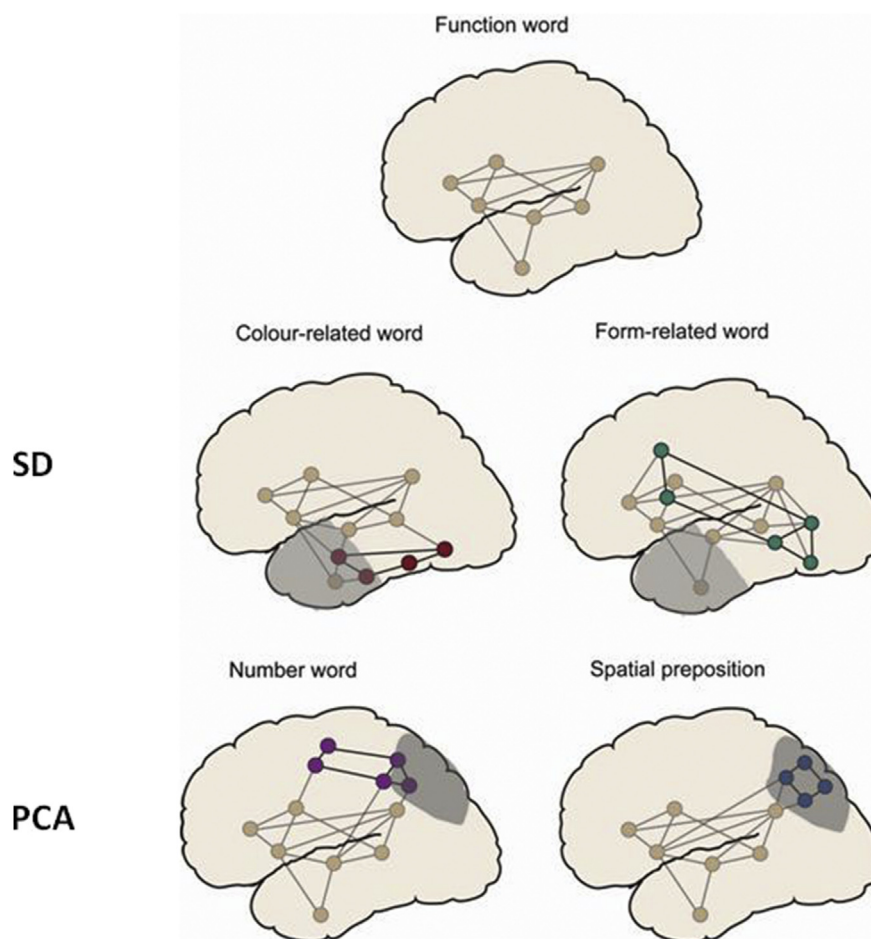 Function word
Colour-related word
Form-related word
SD
Number word
Spatial preposition
PCA